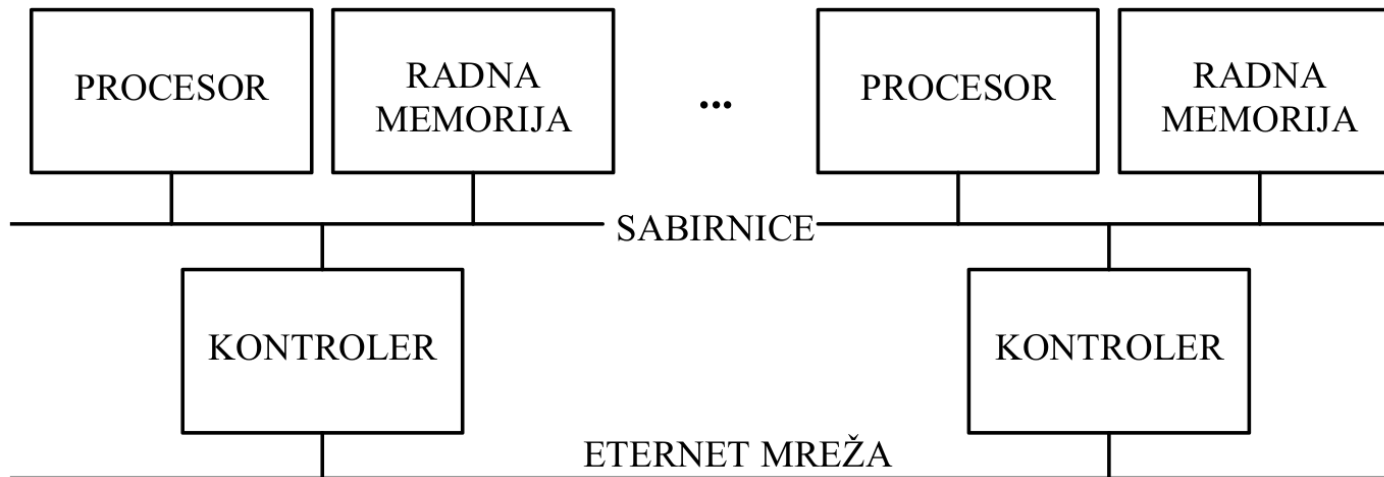 PROCESOR
RADNA
MEMORIJA
...
PROCESOR
RADNA
MEMORIJA
SABIRNICE
KONTROLER
KONTROLER
ETERNET MREŽA